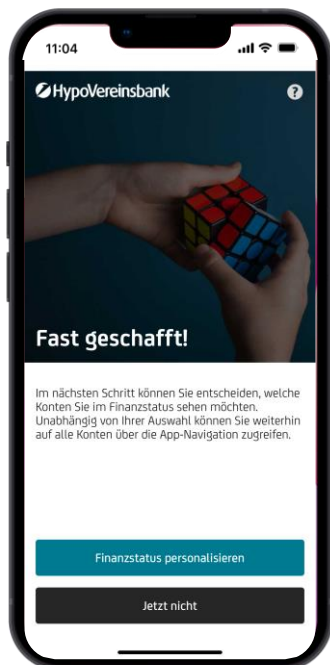 11:04
HypoVereinsbank
?
Fast geschafft!
Im nächsten Schritt können Sie entscheiden, welche
Konten Sie im Finanzstatus sehen möchten.
Unabhängig von Ihrer Auswahl können Sie weiterhin
auf alle Konten über die App-Navigation zugreifen.
Finanzstatus personalisieren
Jetzt nicht